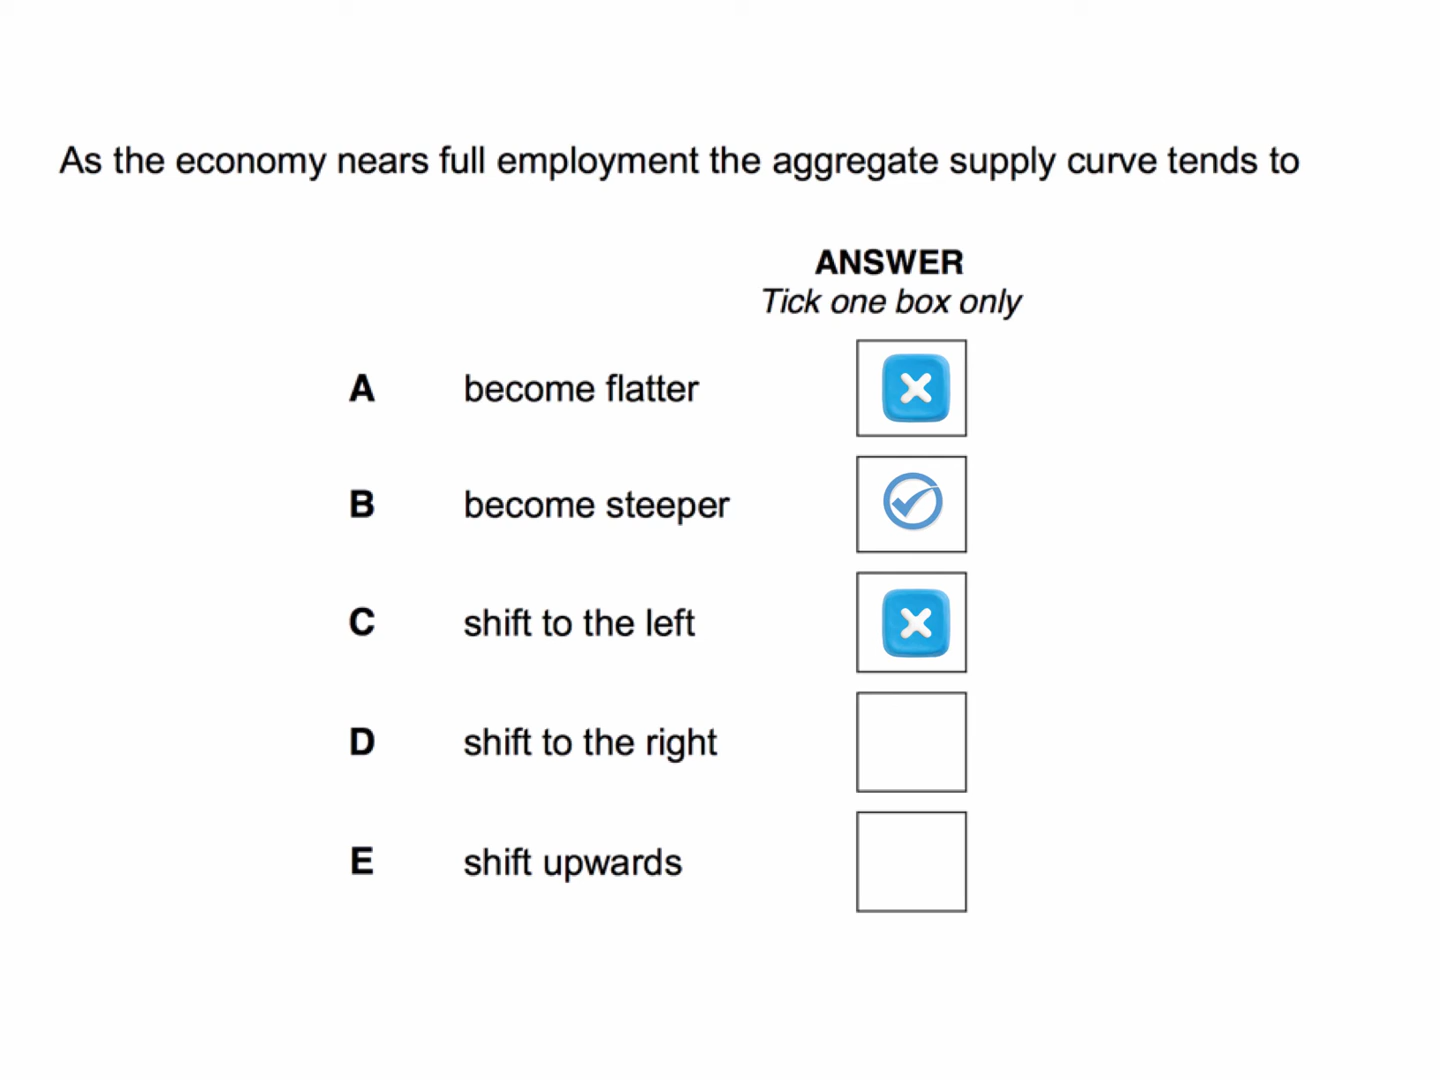 As the economy nears full employment the aggregate supply curve tends to
ANSWER
Tick one box only
A become flatter
B become steeper
C shift to the left
D shift to the right
E shift upwards